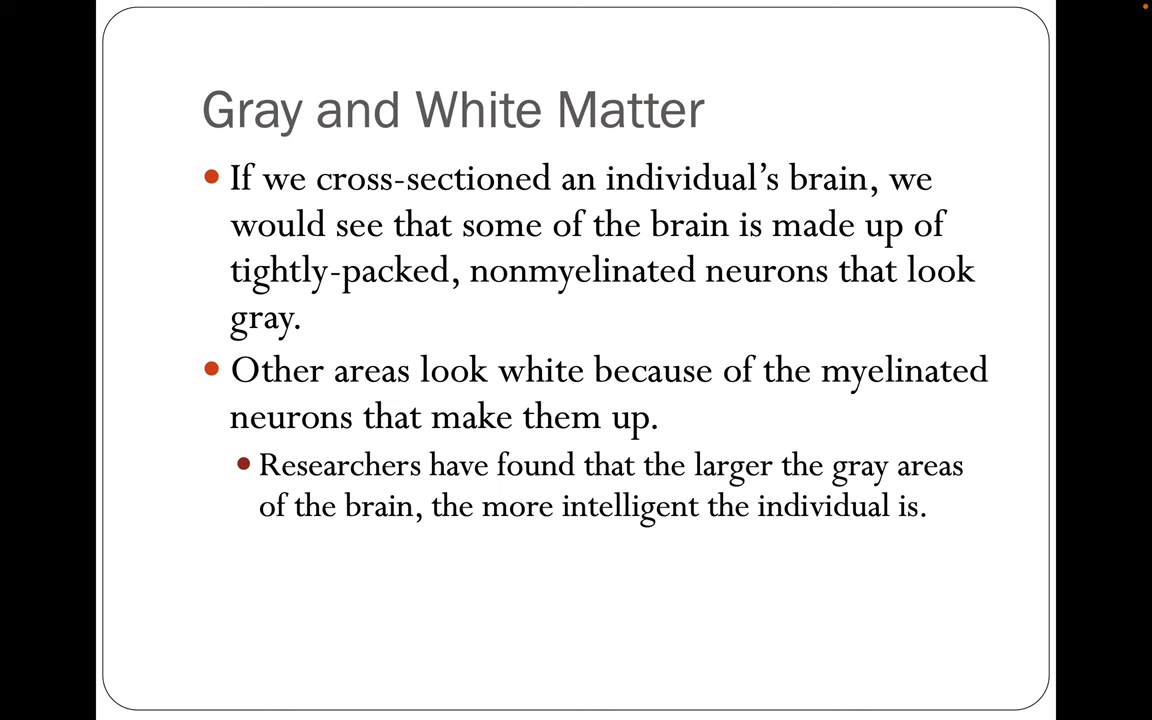 Gray and White Matter
• If we cross-sectioned an individual’s brain, we
would see that some of the brain is made up of
tightly-packed, nonmyelinated neurons that look
gray.
• Other areas look white because of the myelinated
neurons that make them up.
• Researchers have found that the larger the gray areas
of the brain, the more intelligent the individual is.